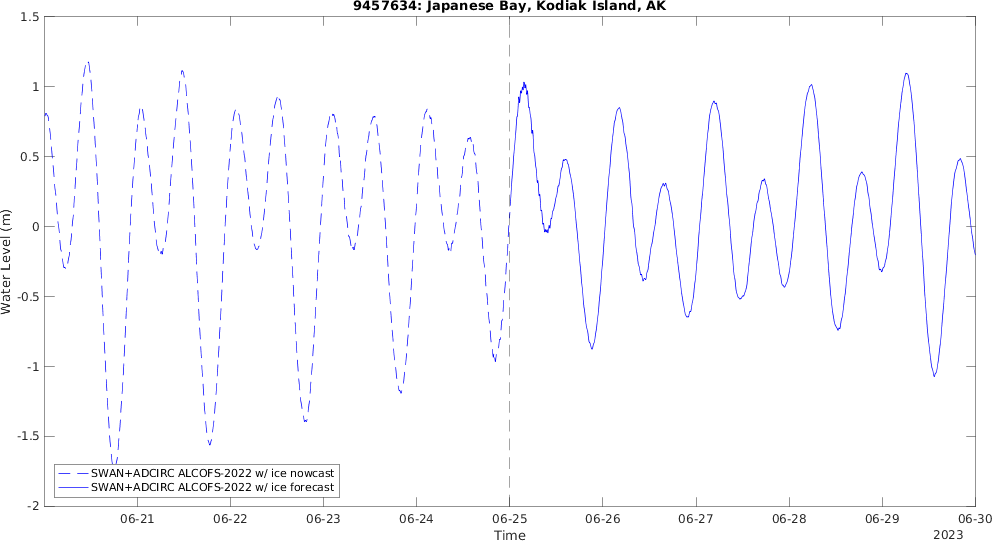 9457634: Japanese Bay, Kodiak Island, AK
1.5
1
0.5
0
-0.5
-1
-1.5
-2
Water Level (m)
SWAN+ADCIRC ALCOFS-2022 w/ ice nowcast
SWAN+ADCIRC ALCOFS-2022 w/ ice forecast
06-21 06-22 06-23 06-24 06-25 06-26 06-27 06-28 06-29 06-30
Time
2023